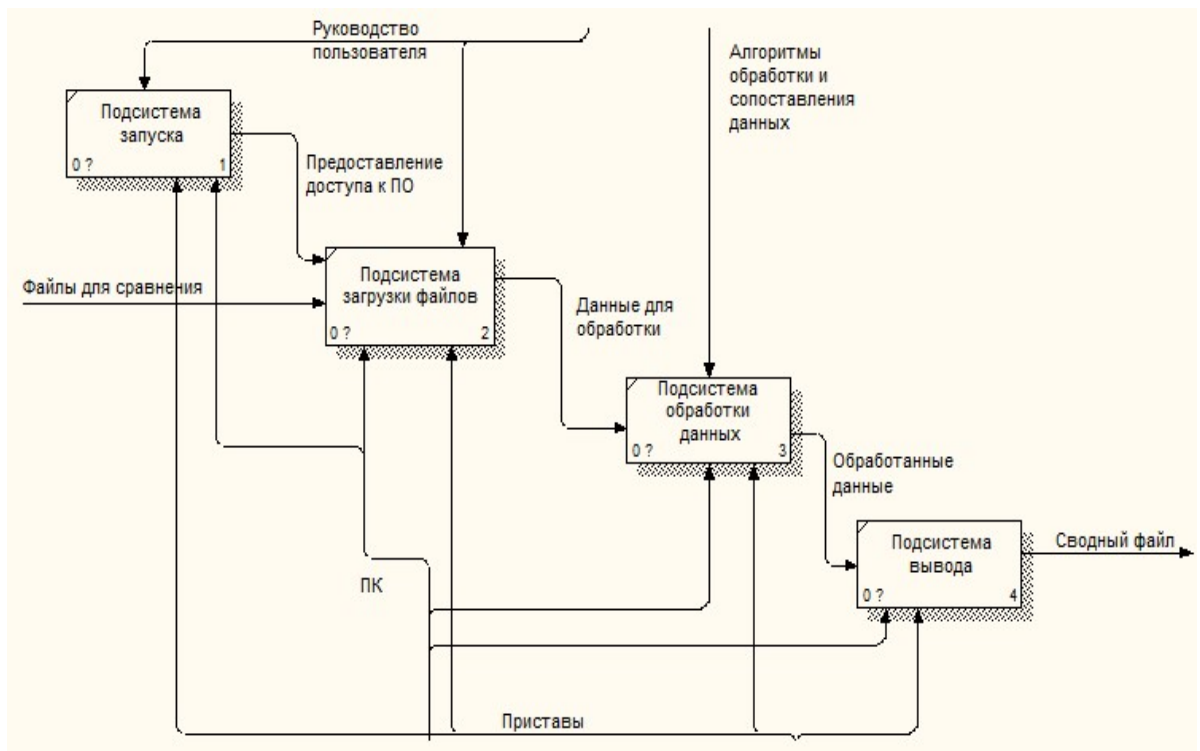 Руководство
пользователя
Алгоритмы
обработки и
сопоставления
данных
Подсистема
запуска
0 ?
1
Предоставление
доступа к ПО
Файлы для сравнения
Подсистема
загрузки файлов
0 ?
2
Данные для
обработки
Подсистема
обработки
данных
0 ?
3
Обработанные
данные
Подсистема
вывода
0 ?
4
Сводный файл
ПК
Приставы